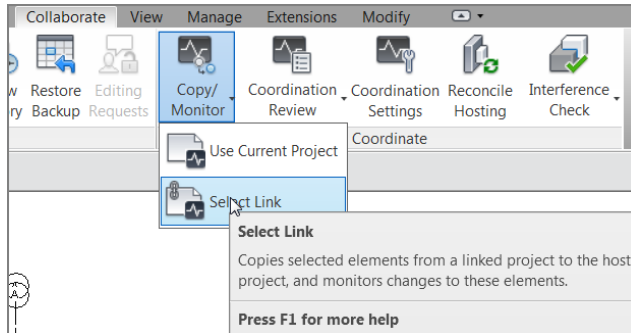 Collaborate View Manage Extensions Modify
w Restore Editing Copy/ Coordination Coordination Reconcile Interference
ry Backup Requests Monitor Review Settings Hosting Check
Coordinate
Use Current Project
Select Link
Select Link
Copies selected elements from a linked project to the host
project, and monitors changes to these elements.
Press F1 for more help
A